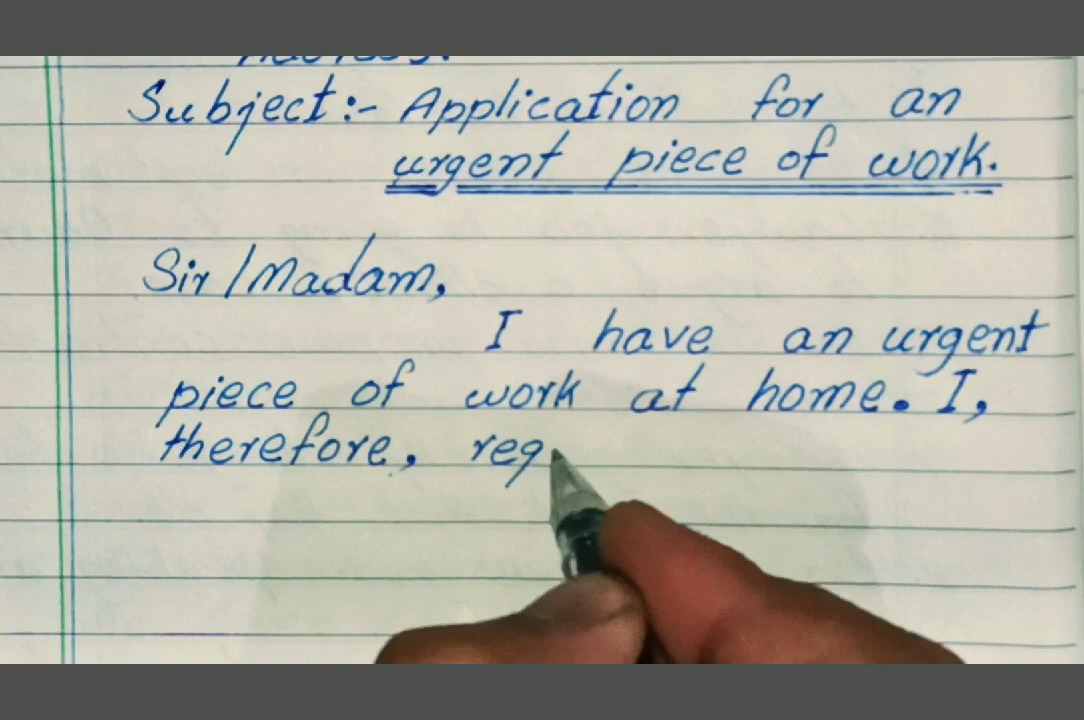 Subject:- Application for an
urgent piece of work.
Sir/Madam,
I have an urgent
piece of work at home. I,
therefore, req